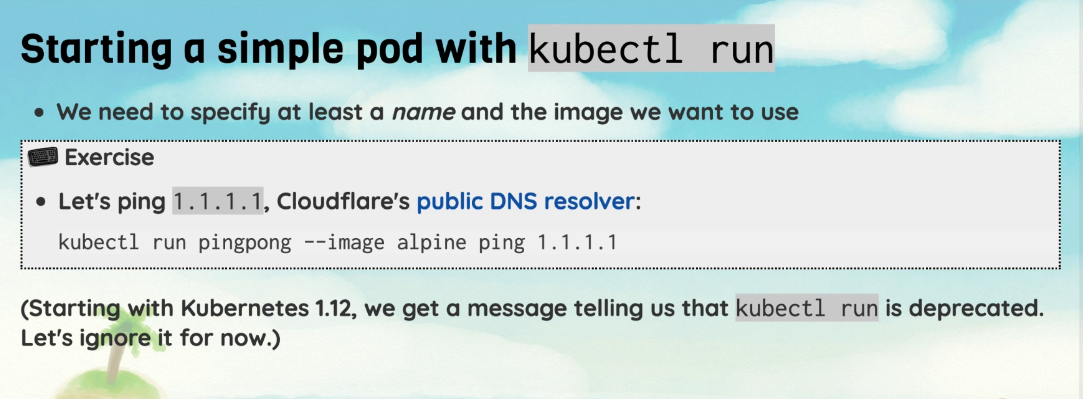 Starting a simple pod with kubectl run
• We need to specify at least a name and the image we want to use
Exercise
• Let's ping 1.1.1.1, Cloudflare's public DNS resolver:
kubectl run pingpong --image alpine ping 1.1.1.1
(Starting with Kubernetes 1.12, we get a message telling us that kubectl run is deprecated.
Let's ignore it for now.)